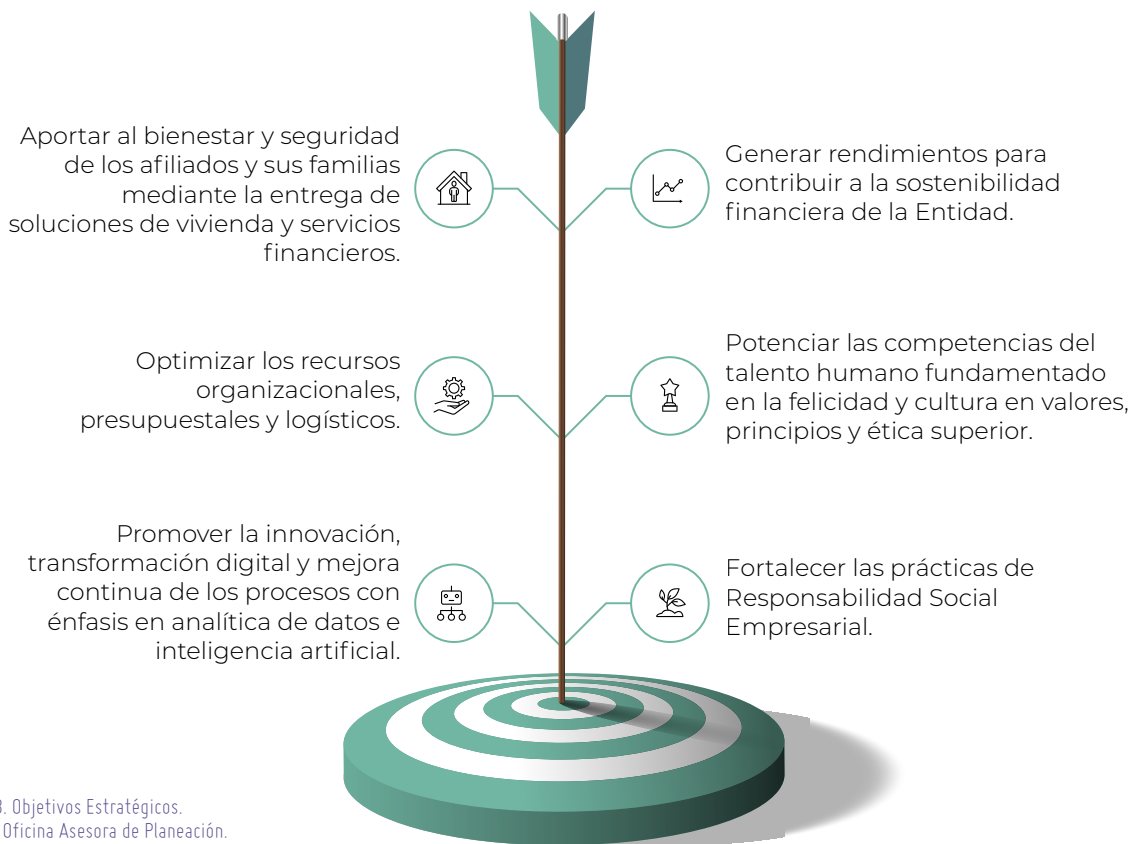 Aportar al bienestar y seguridad
de los afiliados y sus familias
mediante la entrega de
soluciones de vivienda y servicios
financieros.
Generar rendimientos para
contribuir a la sostenibilidad
financiera de la Entidad.
Optimizar los recursos
organizacionales,
presupuestales y logísticos.
Potenciar las competencias del
talento humano fundamentado
en la felicidad y cultura en valores,
principios y ética superior.
Promover la innovación,
transformación digital y mejora
continua de los procesos con
énfasis en analítica de datos e
inteligencia artificial.
Fortalecer las prácticas de
Responsabilidad Social
Empresarial.
. Objetivos Estratégicos.
Oficina Asesora de Planeación.